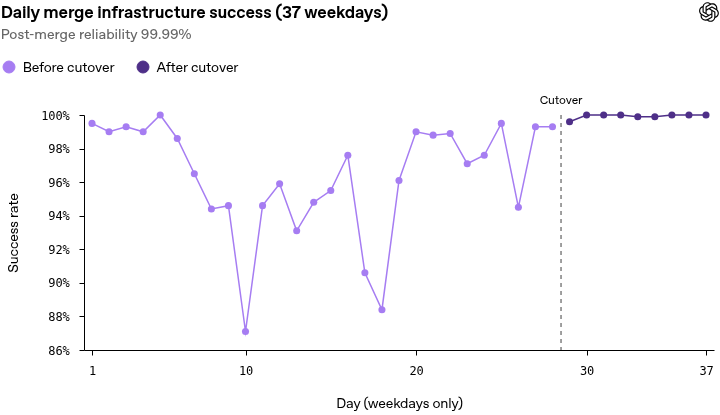 Daily merge infrastructure success (37 weekdays)
Post-merge reliability 99.99%
Before cutover
After cutover
Cutover
100%
98%
96%
94%
92%
90%
88%
86%
Success rate
1
10
20
30
37
Day (weekdays only)